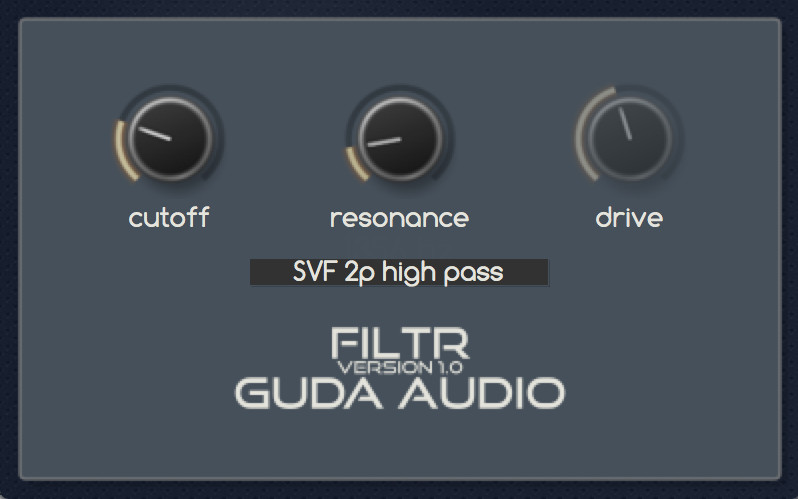 cutoff resonance drive
SVF 2p high pass
FILTR
VERSION 1.0
GUDA AUDIO